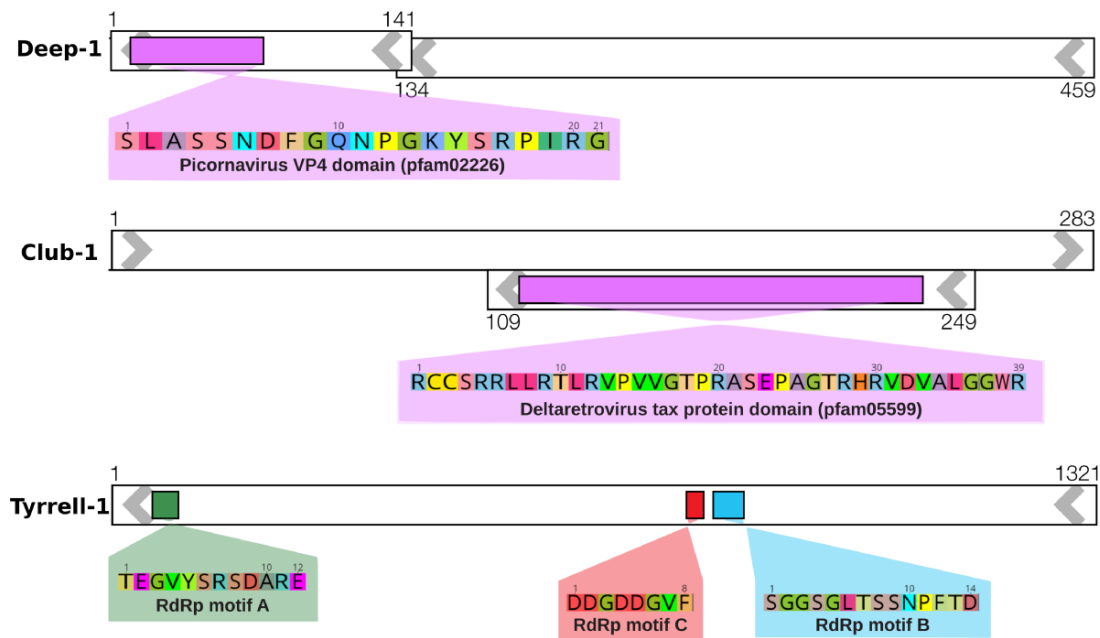 1 141
Deep-1
134 459
1 10 20 21
SLASSNDFGQNPGKYSRPIRG
Picornavirus VP4 domain (pfam02226)
1 283
Club-1
109 249
1 10 20 30 39
RCCSRRLLRTLRVPVVGTPRASEPAGTRHRVDVALGGWR
Deltaretrovirus tax protein domain (pfam05599)
1 1321
Tyrrell-1
1 10 12
TEGVYSRSDARE
RdRp motif A
1 8
DDGDDGVF
RdRp motif C
1 10 14
SGGSGLTSSNPFTD
RdRp motif B